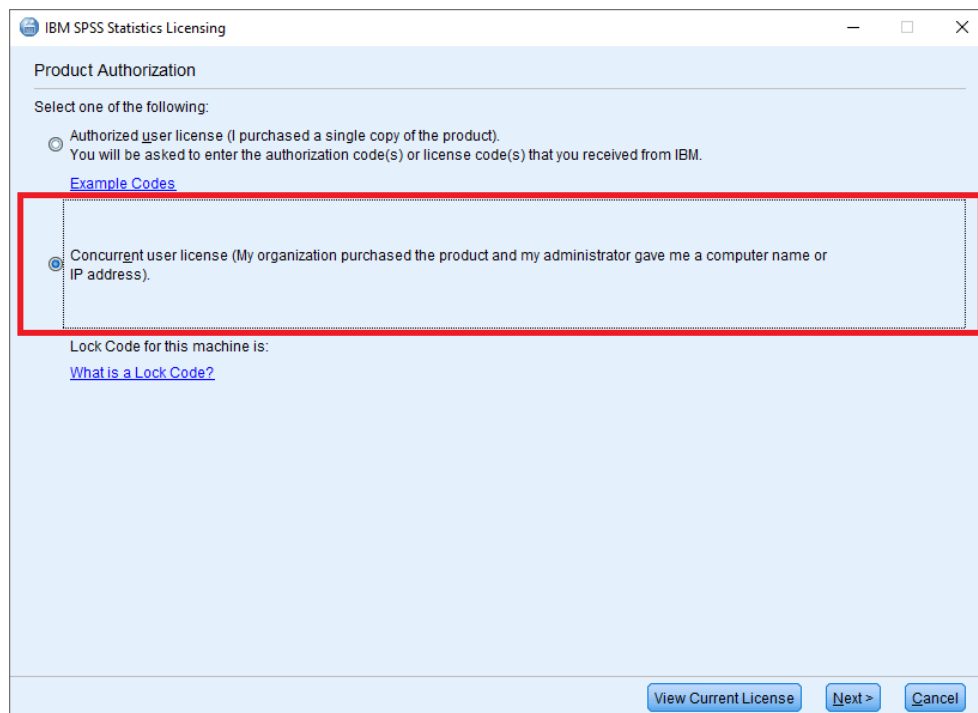 IBM SPSS Statistics Licensing
Product Authorization
Select one of the following:
Authorized user license (I purchased a single copy of the product).
You will be asked to enter the authorization code(s) or license code(s) that you received from IBM.
Example Codes
Concurrent user license (My organization purchased the product and my administrator gave me a computer name or
IP address).
Lock Code for this machine is:
What is a Lock Code?
View Current License Next > Cancel